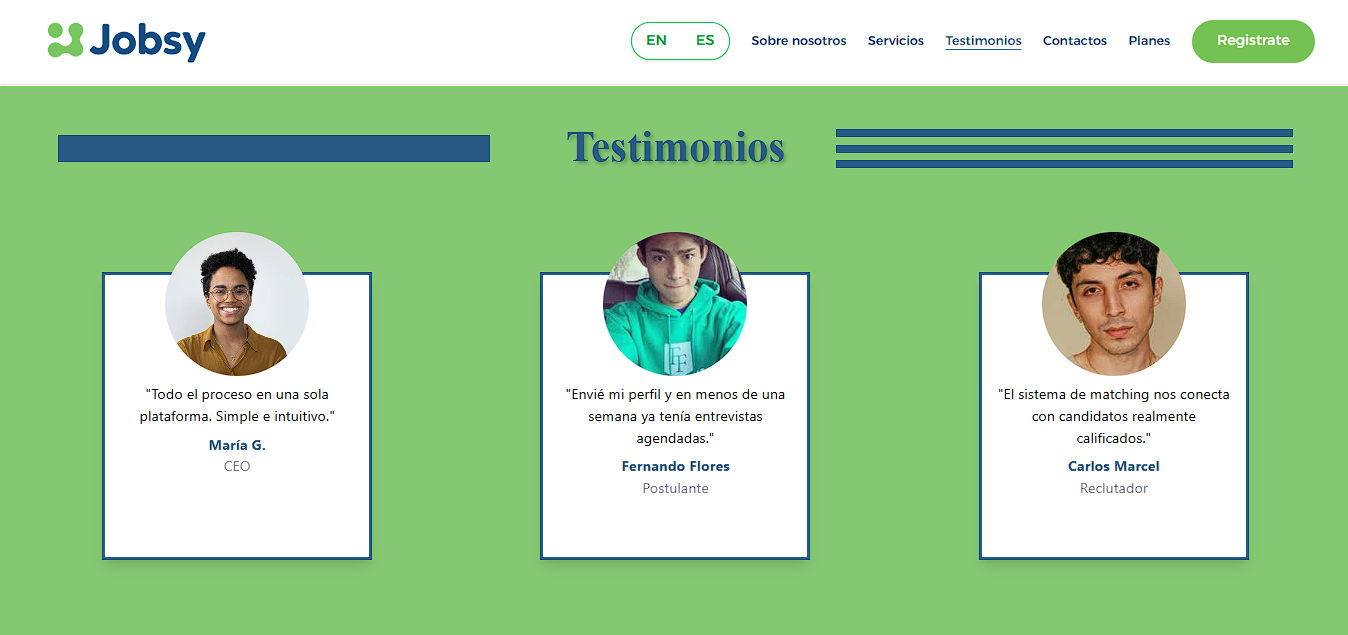 Jobsy
EN ES Sobre nosotros Servicios Testimonios Contactos Planes Registrate
Testimonios
"Todo el proceso en una sola
plataforma. Simple e intuitivo."
María G.
CEO
"Envié mi perfil y en menos de una
semana ya tenía entrevistas
agendadas."
Fernando Flores
Postulante
"El sistema de matching nos conecta
con candidatos realmente
calificados."
Carlos Marcel
Reclutador
FF